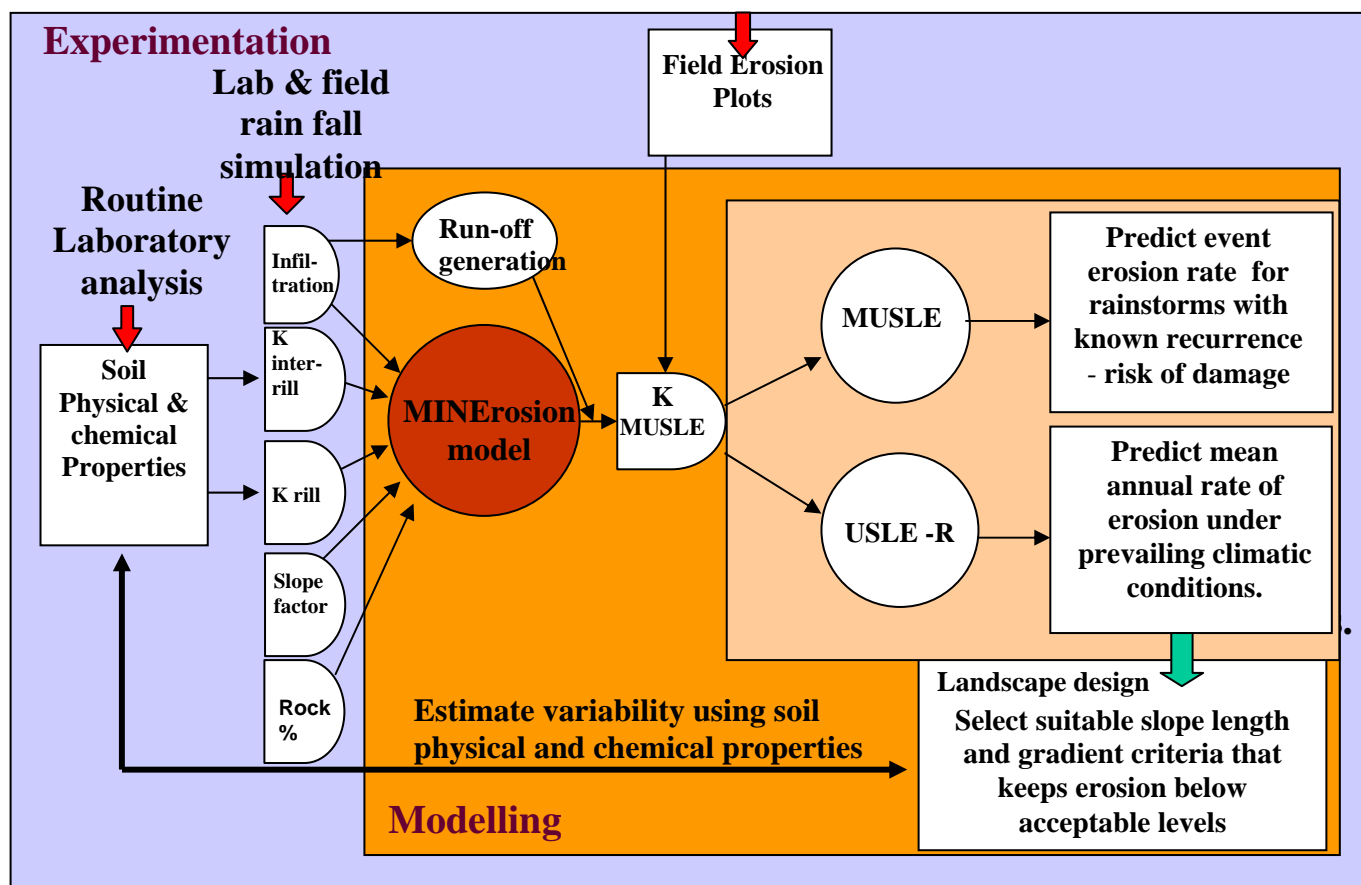 Experimentation
Lab & field
rain fall
simulation
Routine
Laboratory
analysis
Field Erosion
Plots
Soil
Physical &
chemical
Properties
Infil-
tration
K
inter-
rill
K rill
Slope
factor
Rock
%
Run-off
generation
MINErosion
model
K
MUSLE
MUSLE
USLE -R
Predict event
erosion rate for
rainstorms with
known recurrence
- risk of damage
Predict mean
annual rate of
erosion under
prevailing climatic
conditions.
Estimate variability using soil
physical and chemical properties
Modelling
Landscape design
Select suitable slope length
and gradient criteria that
keeps erosion below
acceptable levels